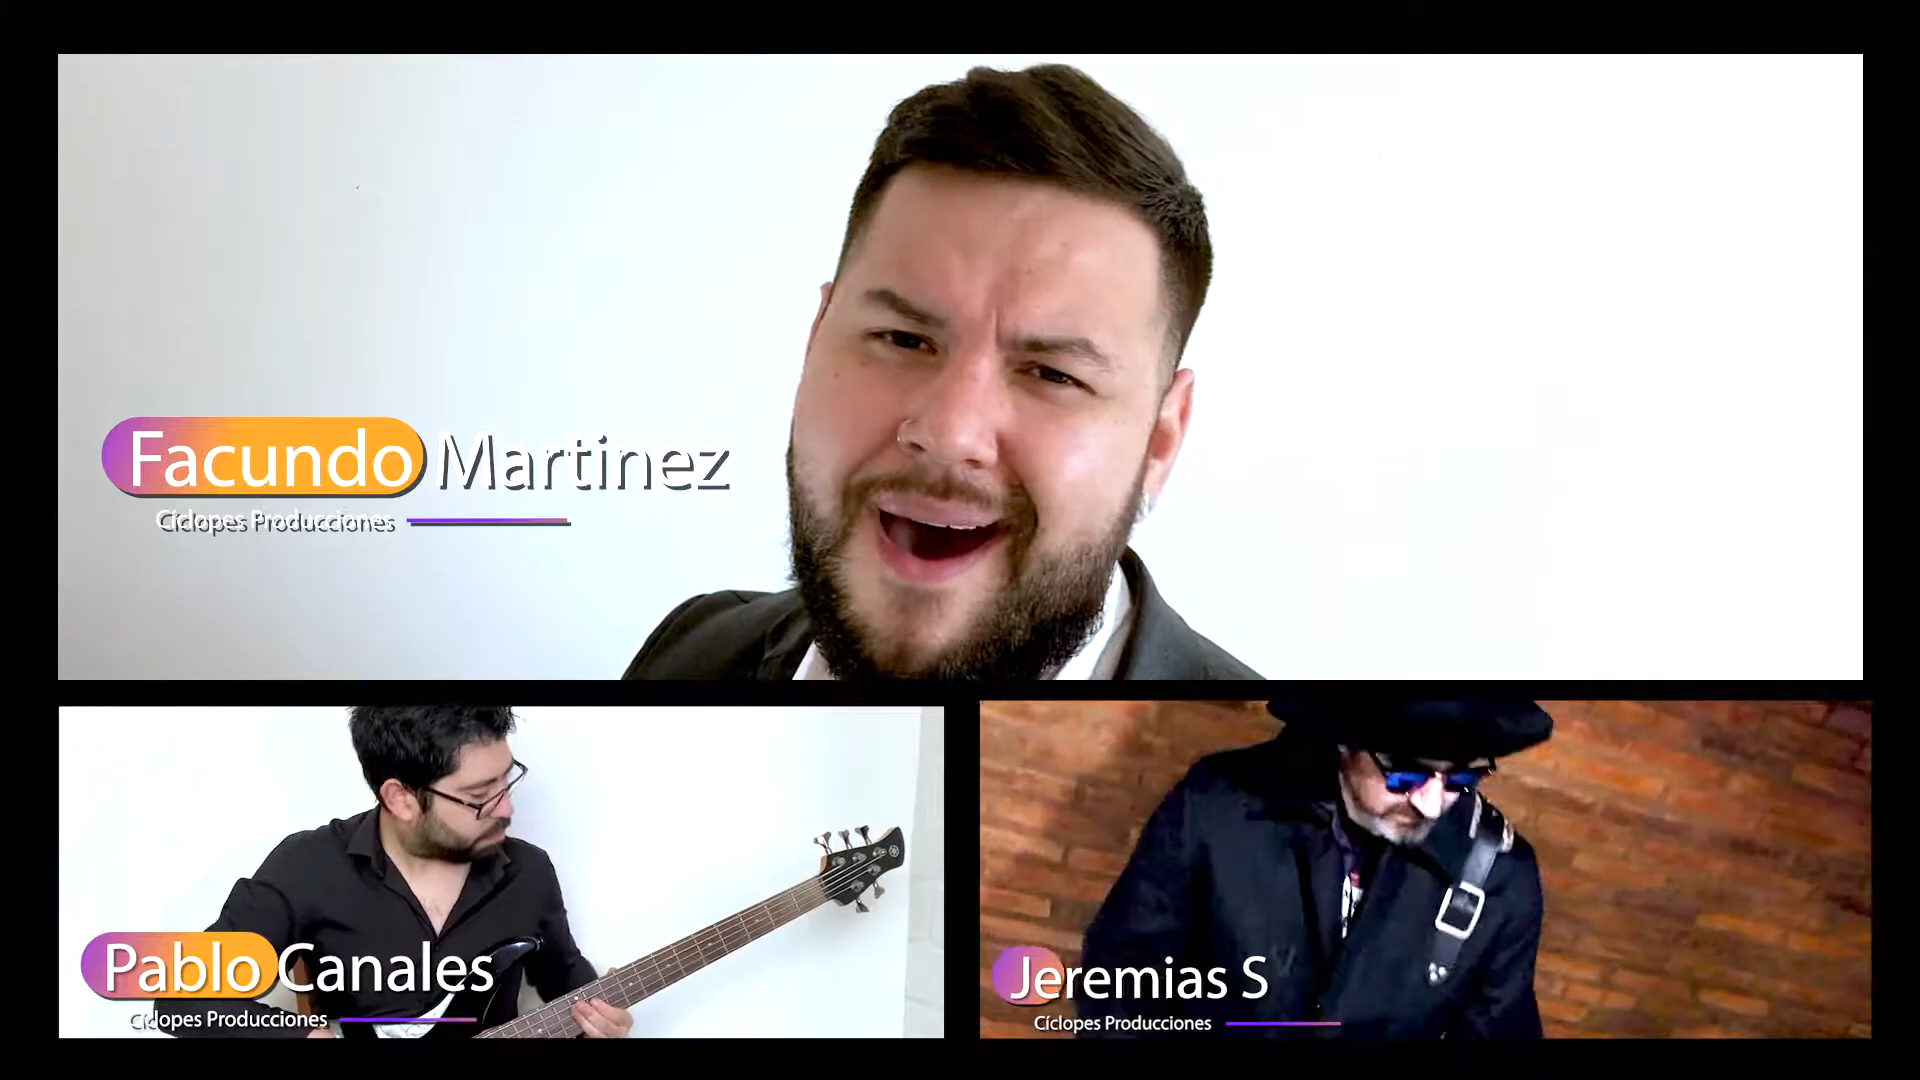 Facundo Martinez
Cíclopes Producciones
Pablo Canales
Cíclopes Producciones
Jeremias S
Cíclopes Producciones